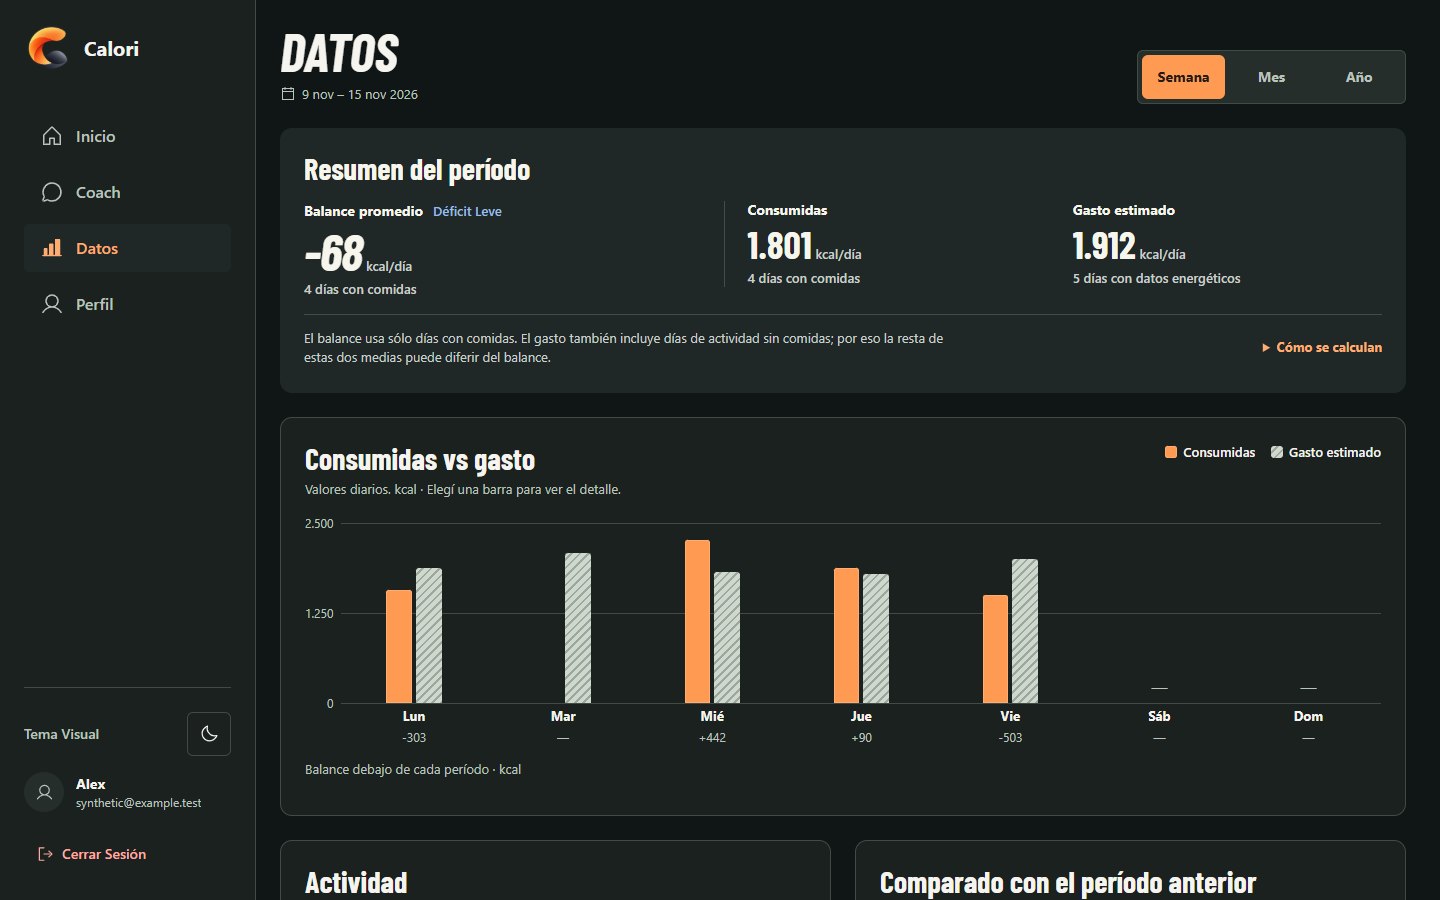 Calori
Inicio
Coach
Datos
Perfil
Tema Visual
Alex
synthetic@example.test
Cerrar Sesión
DATOS
9 nov – 15 nov 2026
Semana Mes Año
Resumen del período
Balance promedio Déficit Leve
-68 kcal/día
4 días con comidas
Consumidas
1.801 kcal/día
4 días con comidas
Gasto estimado
1.912 kcal/día
5 días con datos energéticos
El balance usa sólo días con comidas. El gasto también incluye días de actividad sin comidas; por eso la resta de
estas dos medias puede diferir del balance.
Cómo se calculan
Consumidas vs gasto
Valores diarios. kcal · Elegí una barra para ver el detalle.
Consumidas Gasto estimado
2.500
1.250
0
Lun Mar Mié Jue Vie Sáb Dom
-303 — +442 +90 -503 — —
Balance debajo de cada período · kcal
Actividad
Comparado con el período anterior